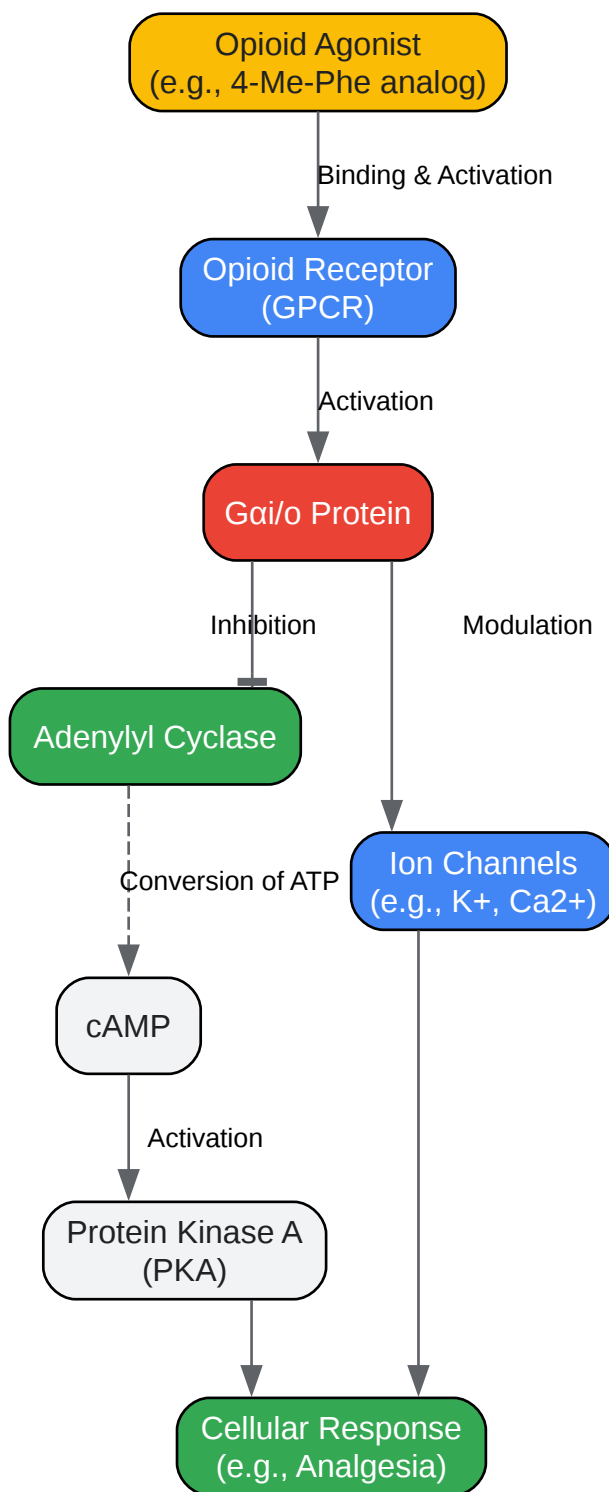 Opioid Agonist
(e.g., 4-Me-Phe analog)
Binding & Activation
Opioid Receptor
(GPCR)
Activation
Gαi/o Protein
Inhibition
Modulation
Adenylyl Cyclase
Conversion of ATP
Ion Channels
(e.g., K+, Ca2+)
cAMP
Activation
Protein Kinase A
(PKA)
Cellular Response
(e.g., Analgesia)